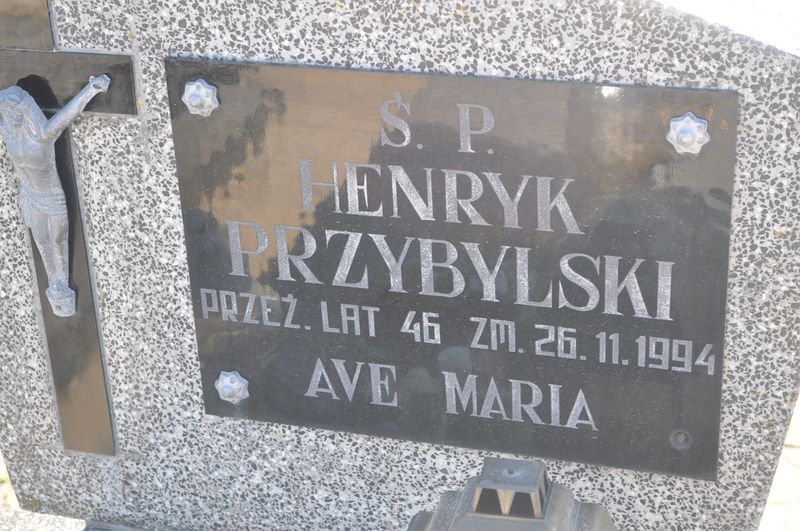 Ś. P.
HENRYK
PRZYBYLSKI
PRZEŻ. LAT 46 ZM. 26. 11. 1994
AVE MARIA